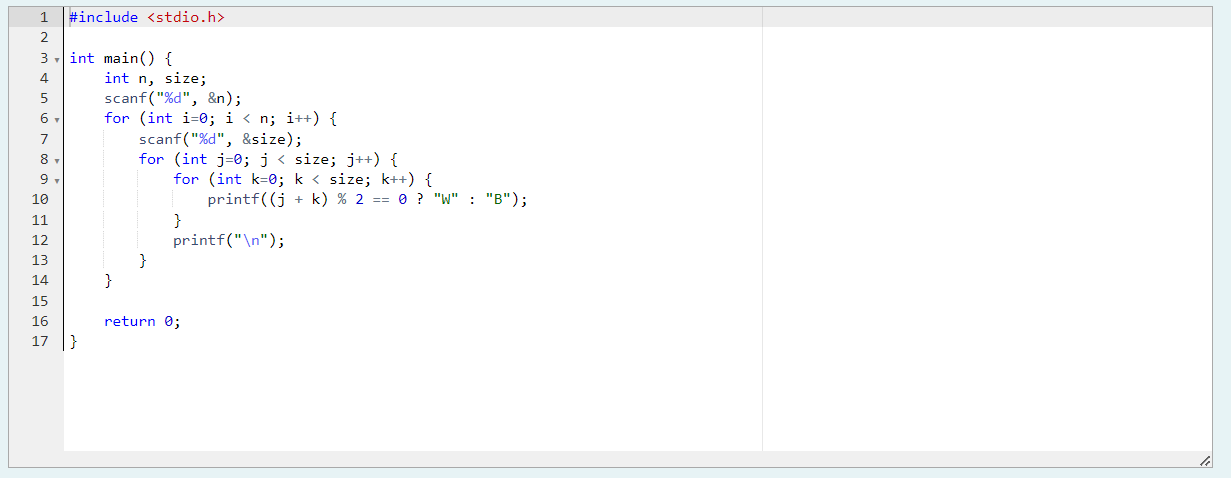 1 #include <stdio.h>
2
3 int main() {
4     int n, size;
5     scanf("%d", &n);
6     for (int i=0; i < n; i++) {
7         scanf("%d", &size);
8         for (int j=0; j < size; j++) {
9             for (int k=0; k < size; k++) {
10                 printf((j + k) % 2 == 0 ? "W" : "B");
11             }
12             printf("\n");
13         }
14     }
15
16     return 0;
17 }